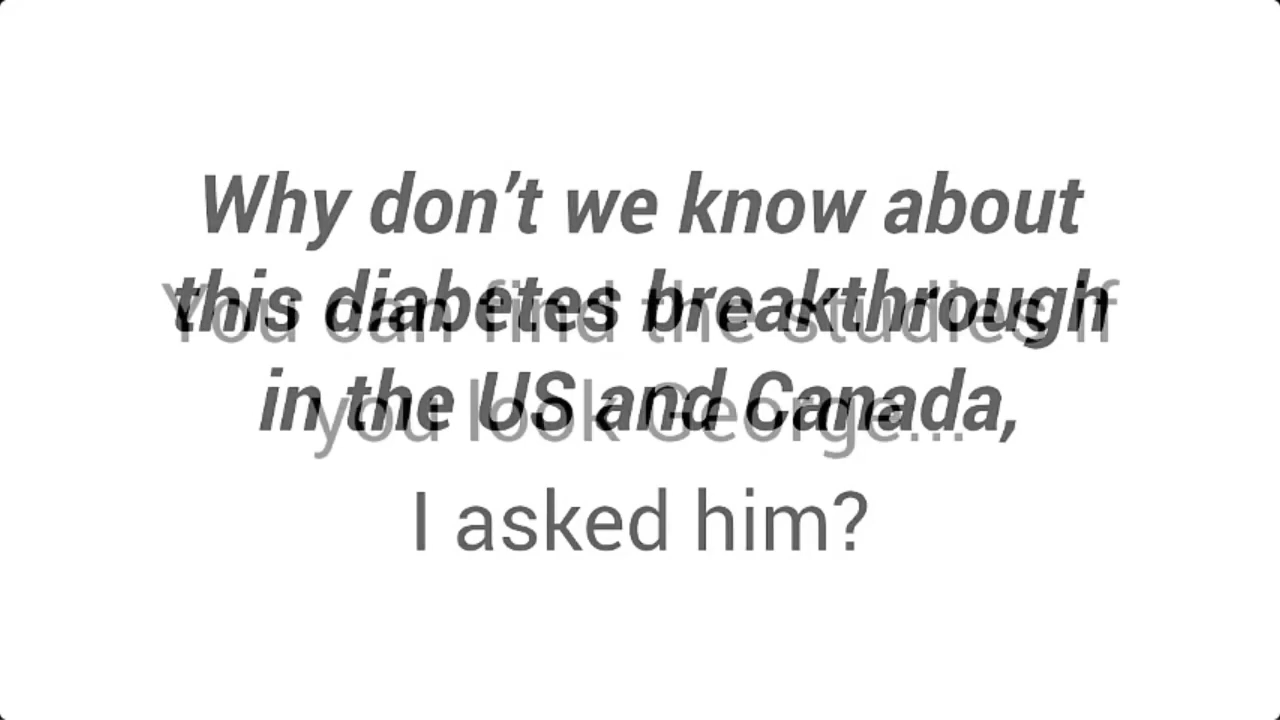 Why don’t we know about
this diabetes breakthrough
in the US and Canada,
I asked him?
You can find the studies if
you look George...